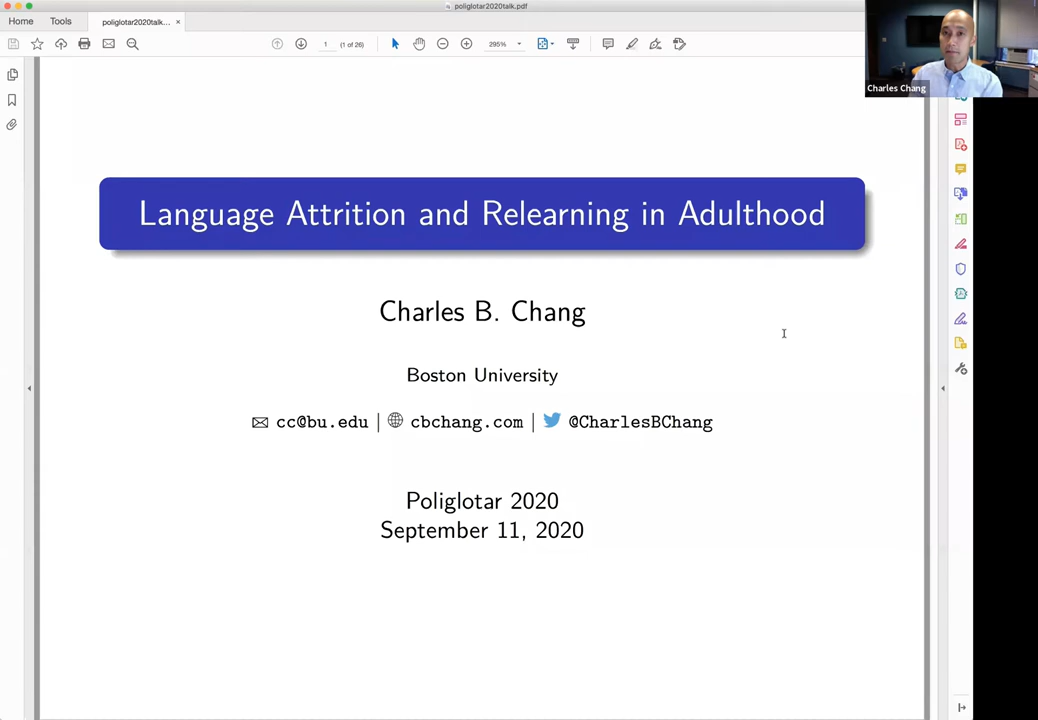 poliglotar2020talk.pdf
Home Tools poliglotar2020talk... ×
1 (1 of 26) 295%
Charles Chang
Language Attrition and Relearning in Adulthood
Charles B. Chang
Boston University
cc@bu.edu | cbchang.com | @CharlesBChang
Poliglotar 2020
September 11, 2020